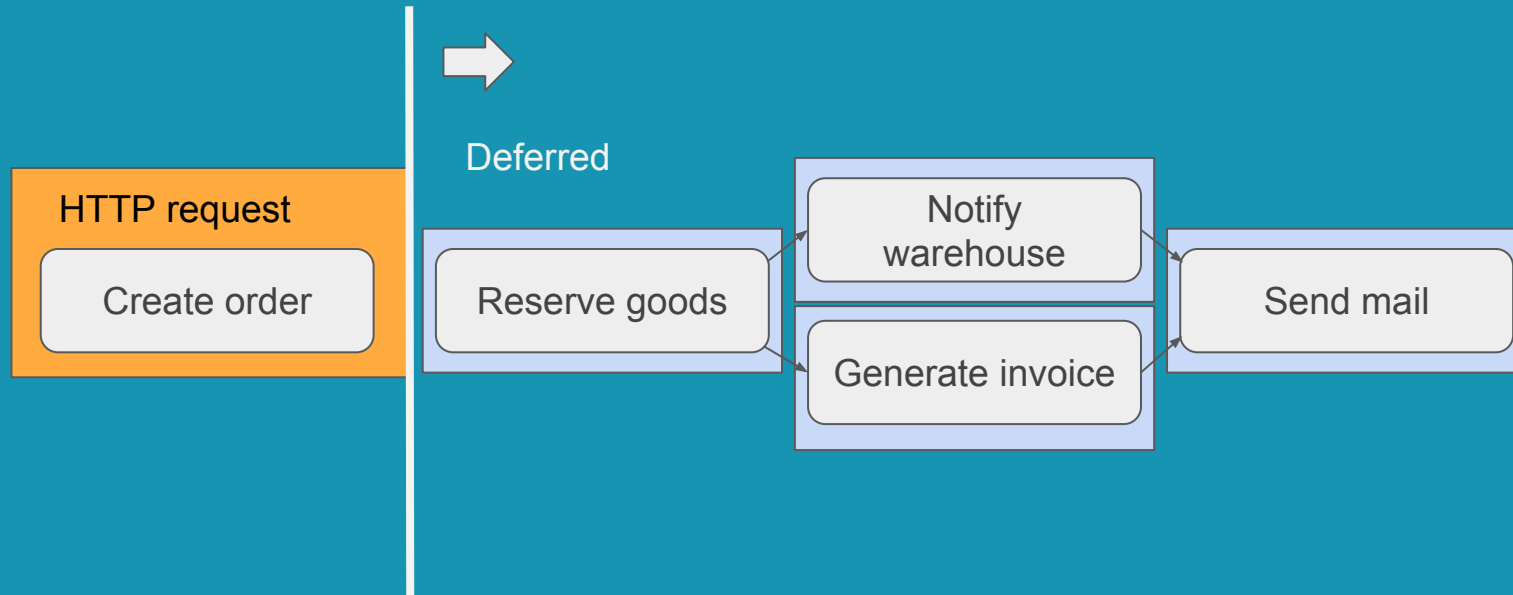 HTTP request
Create order
Deferred
Reserve goods
Notify
warehouse
Generate invoice
Send mail